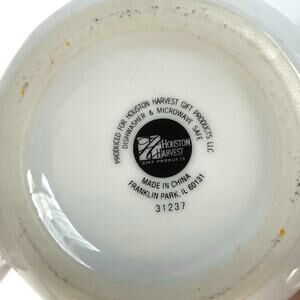 PRODUCED FOR HOUSTON HARVEST GIFT PRODUCTS LLC
DISHWASHER & MICROWAVE SAFE
HOUSTON
HARVEST
GIFT PRODUCTS
MADE IN CHINA
FRANKLIN PARK, IL 60131
31237